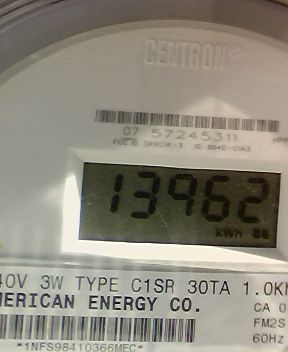 CENTRON®
07 57245311
13962
kWh
40V 3W TYPE C1SR 30TA 1.0K
MERICAN ENERGY CO.
CA 0
FM2S
60Hz
*1NFS98410366MEC*